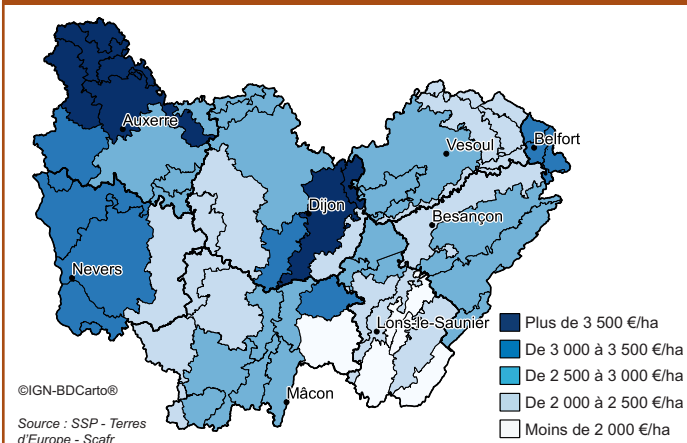 Auxerre
Vesoul
Belfort
Dijon
Besançon
Nevers
Lons-le-Saunier
Mâcon
Plus de 3 500 €/ha
De 3 000 à 3 500 €/ha
De 2 500 à 3 000 €/ha
De 2 000 à 2 500 €/ha
Moins de 2 000 €/ha
©IGN-BDCarto®
Source : SSP - Terres
d'Europe - Scafr